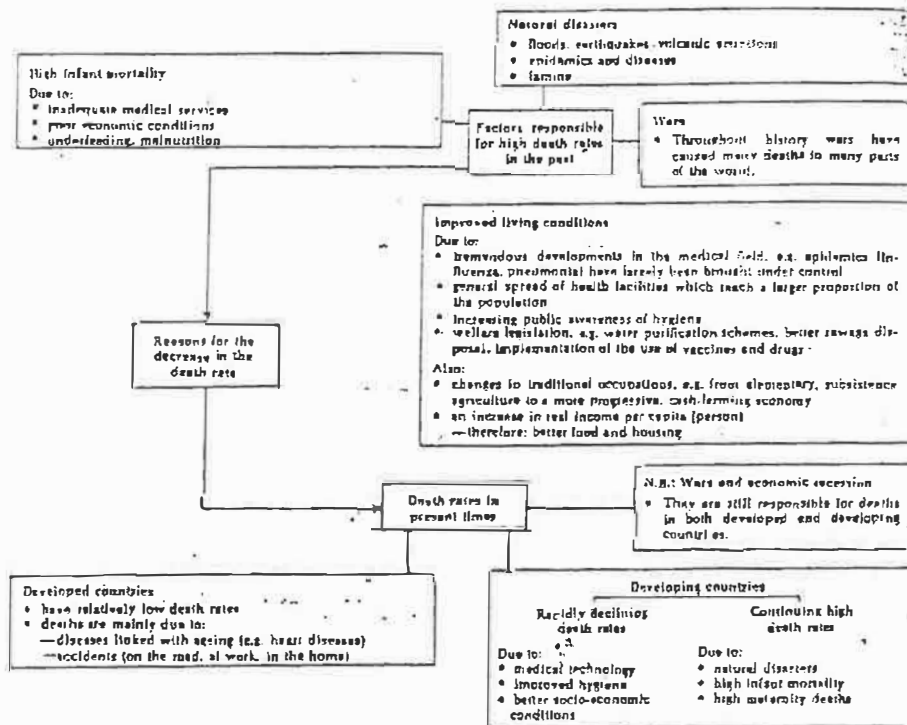 Natural disasters
• floods, earthquakes, volcanic eruptions
• epidemics and diseases
• famine
High infant mortality
Due to:
• inadequate medical services
• poor economic conditions
• underfeeding, malnutrition
Factors responsible
for high death rates
in the past
Wars
• Throughout history wars have
caused many deaths in many parts
of the world.
Improved living conditions
Due to:
• tremendous developments in the medical field, e.g. epidemics (in-
fluenza, pneumonia) have largely been brought under control
• general spread of health facilities which reach a larger proportion of
the population
• increasing public awareness of hygiene
• welfare legislation, e.g. water purification schemes, better sewage dis-
posal, implementation of the use of vaccines and drugs
Also:
• changes in traditional occupations, e.g. from elementary, subsistence
agriculture to a more progressive, cash-farming economy
• an increase in real income per capita (person)
—therefore: better food and housing
Reasons for the
decrease in the
death rate
Death rates in
present times
N.B.: Wars and economic recession
• They are still responsible for deaths
in both developed and developing
countries.
Developed countries
• have relatively low death rates
• deaths are mainly due to:
—diseases linked with ageing (e.g. heart diseases)
—accidents (on the road, at work, in the home)
Developing countries
Rapidly declining
death rates
Due to:
• medical technology
• improved hygiene
• better socio-economic
conditions
Continuing high
death rates
Due to:
• natural disasters
• high infant mortality
• high maternity deaths